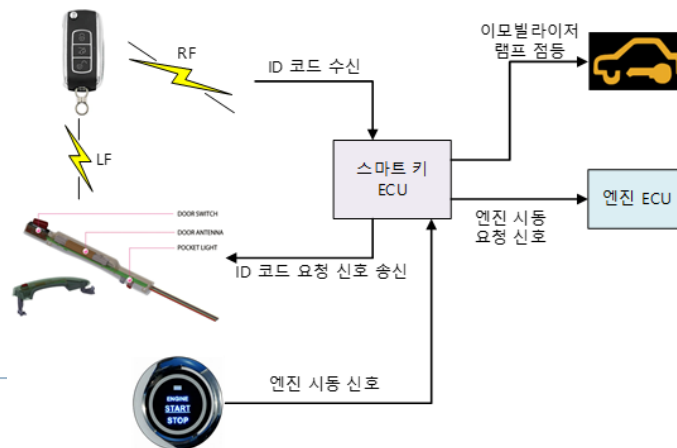 이모빌라이저
램프 점등
RF
ID 코드 수신
LF
스마트 키
ECU
엔진 ECU
엔진 시동
요청 신호
DOOR SWITCH
DOOR ANTENNA
POCKET LIGHT
ID 코드 요청 신호 송신
엔진 시동 신호
ENGINE
START
STOP